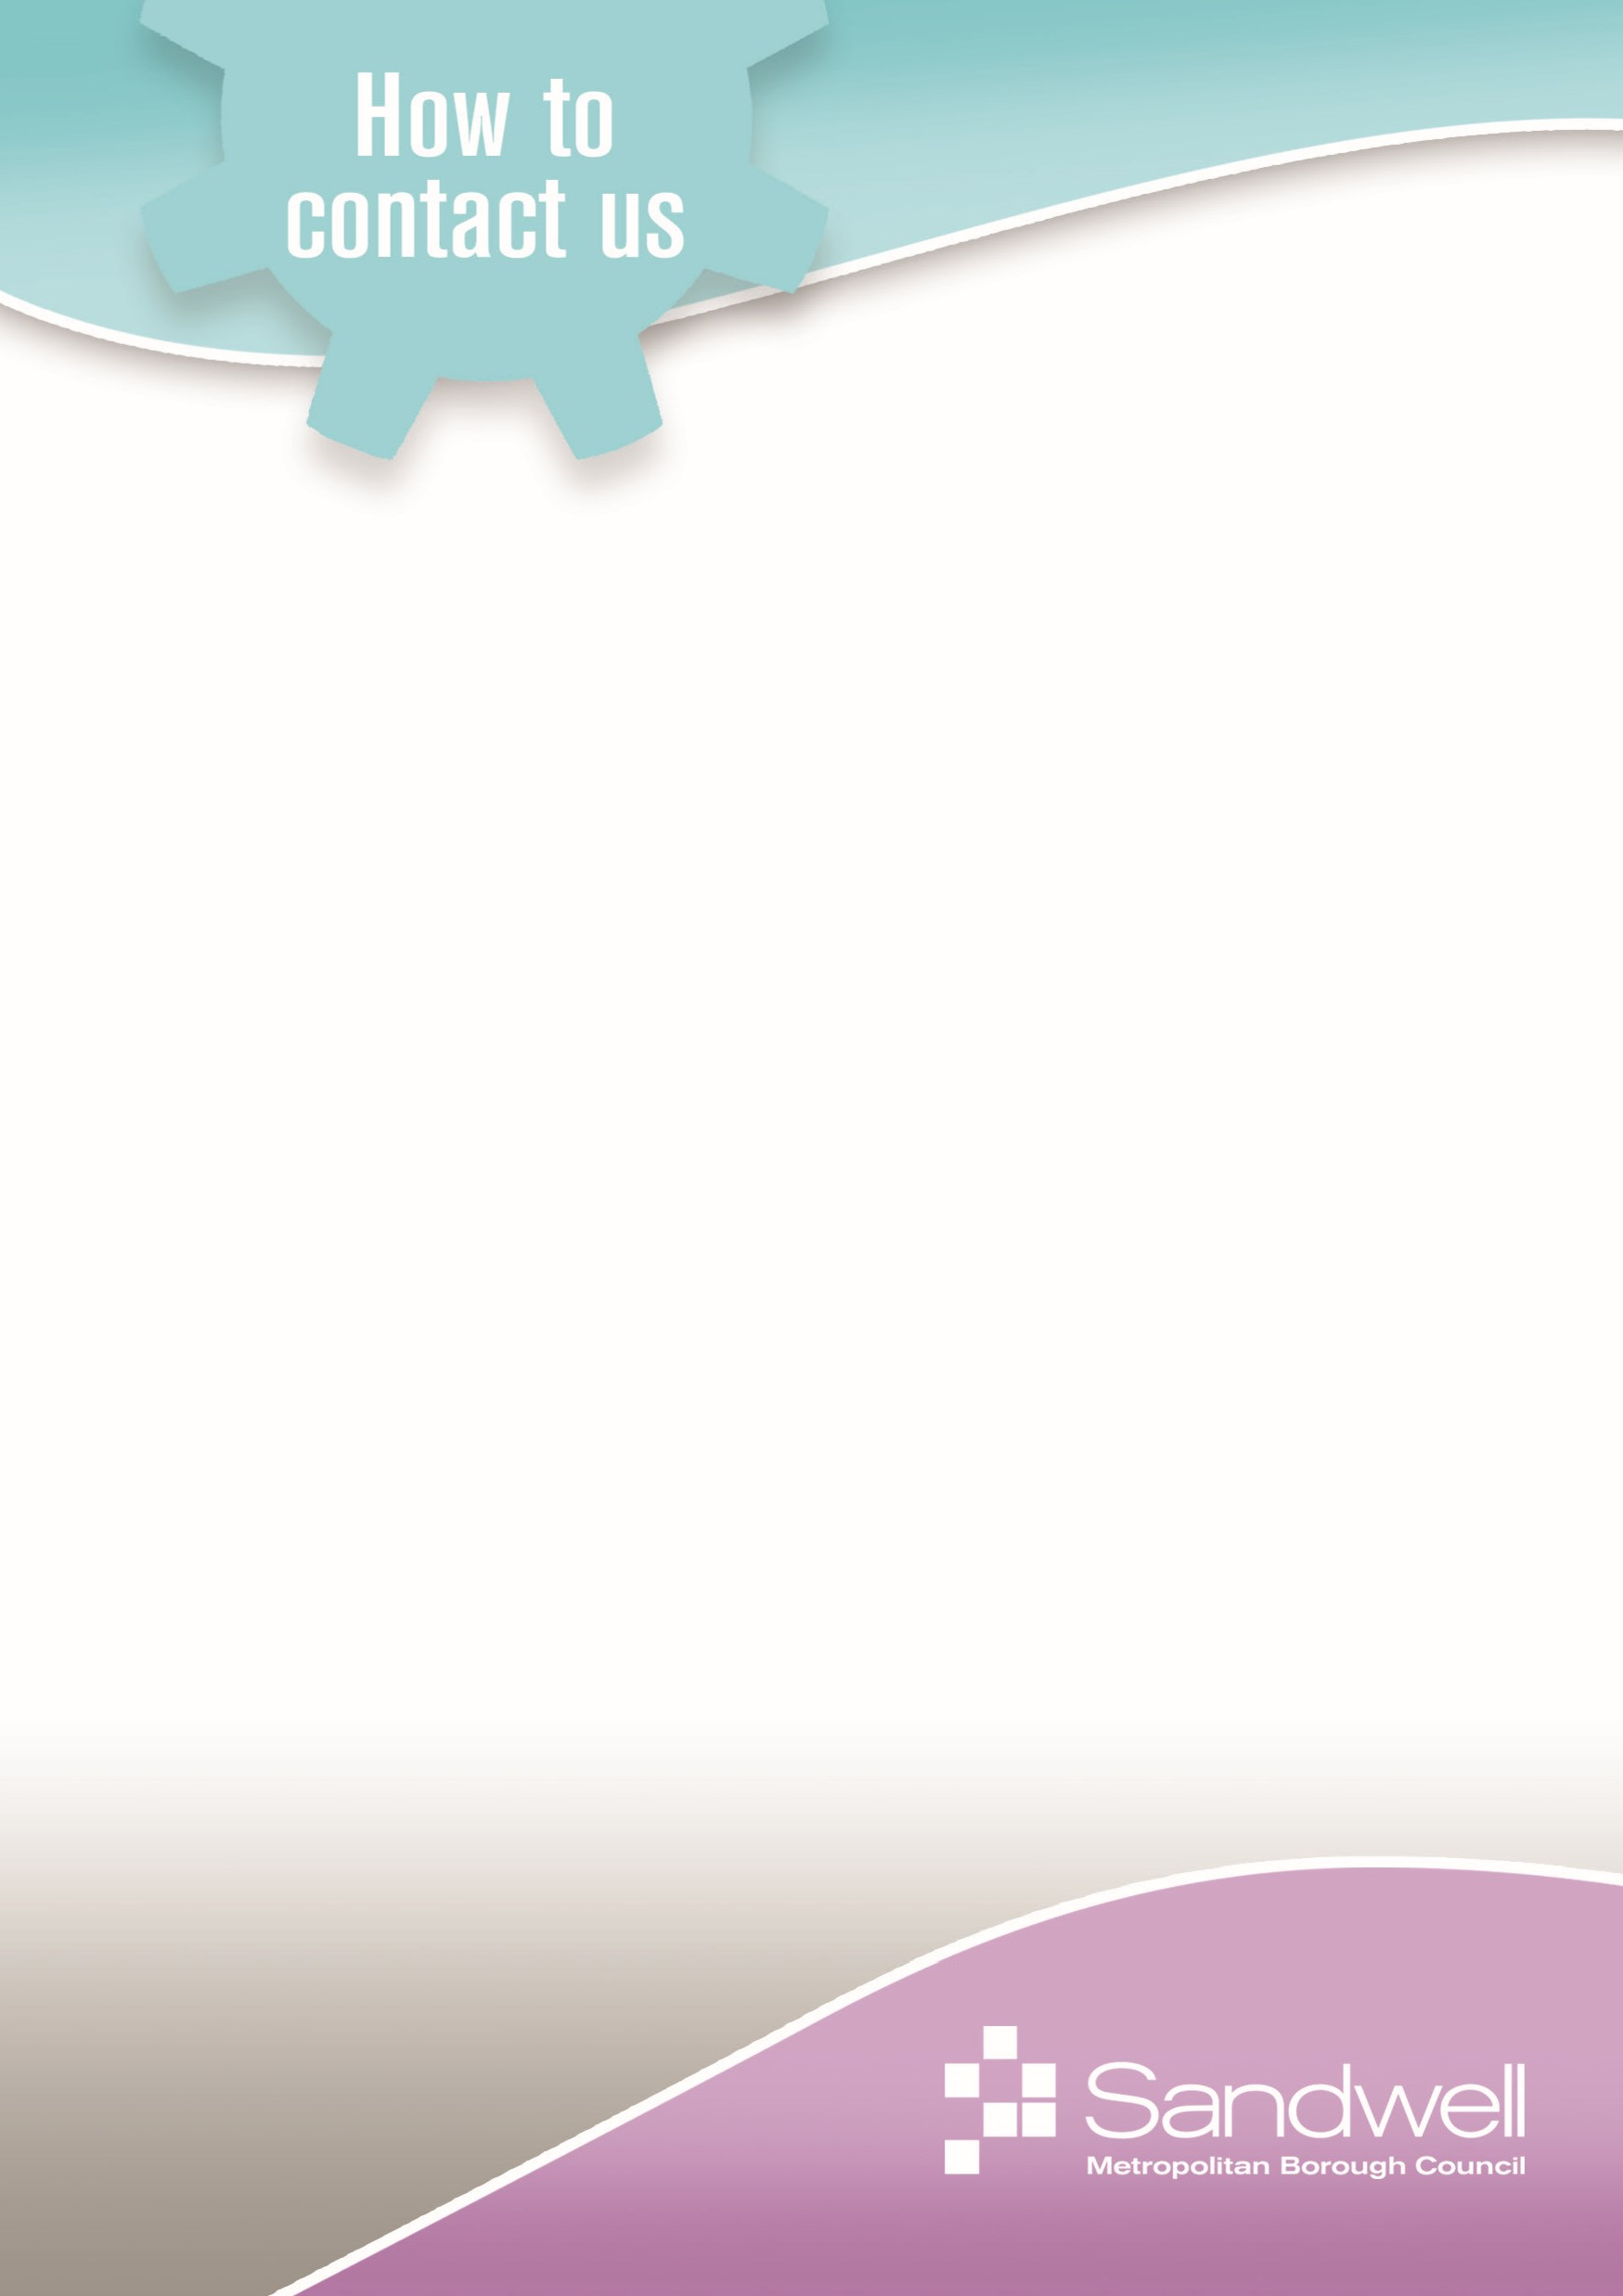 How to
contact us
Sandwell
Metropolitan Borough Council